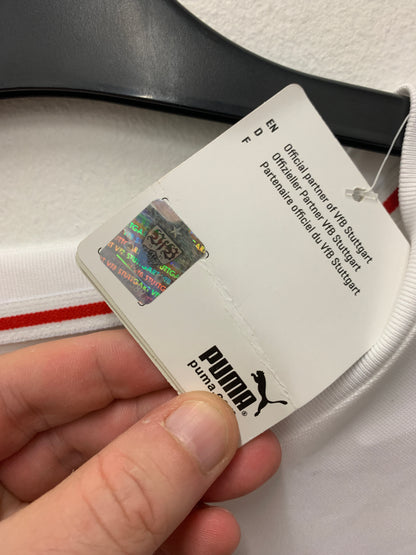 EN Official partner of VfB Stuttgart
D Offizieller Partner VfB Stuttgart
F Partenaire officiel du VfB Stuttgart
PUMA®